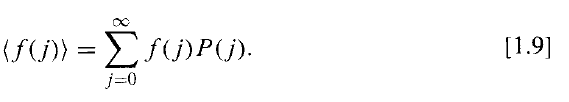 ⟨f(j)⟩ = ∑_{j=0}^{∞} f(j)P(j). [1.9]